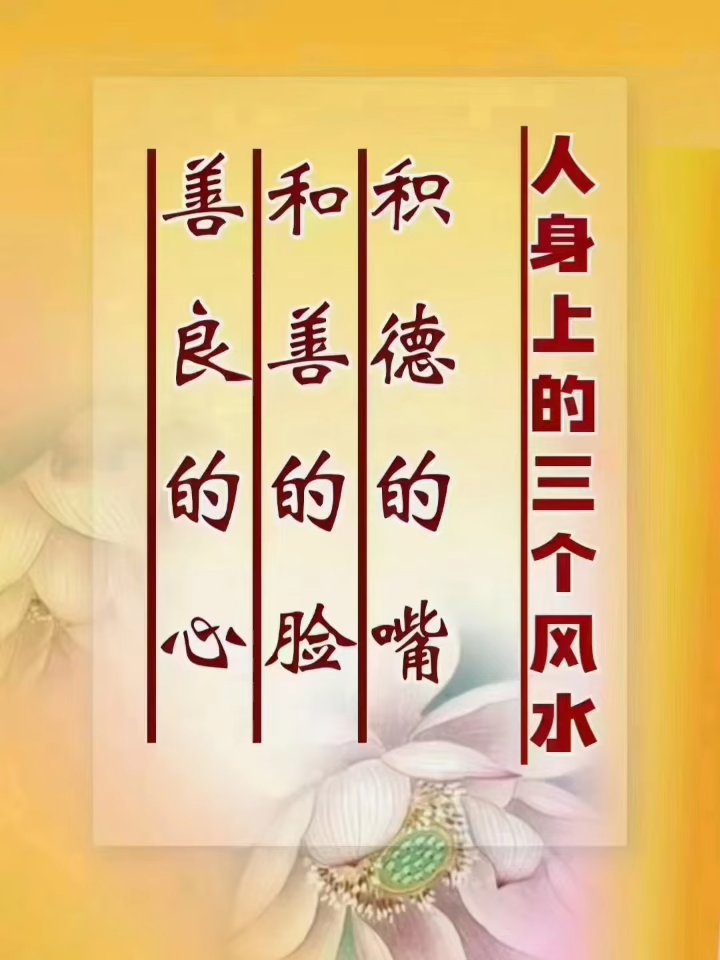 人身上的三个风水
积德的嘴
和善的脸
善良的心